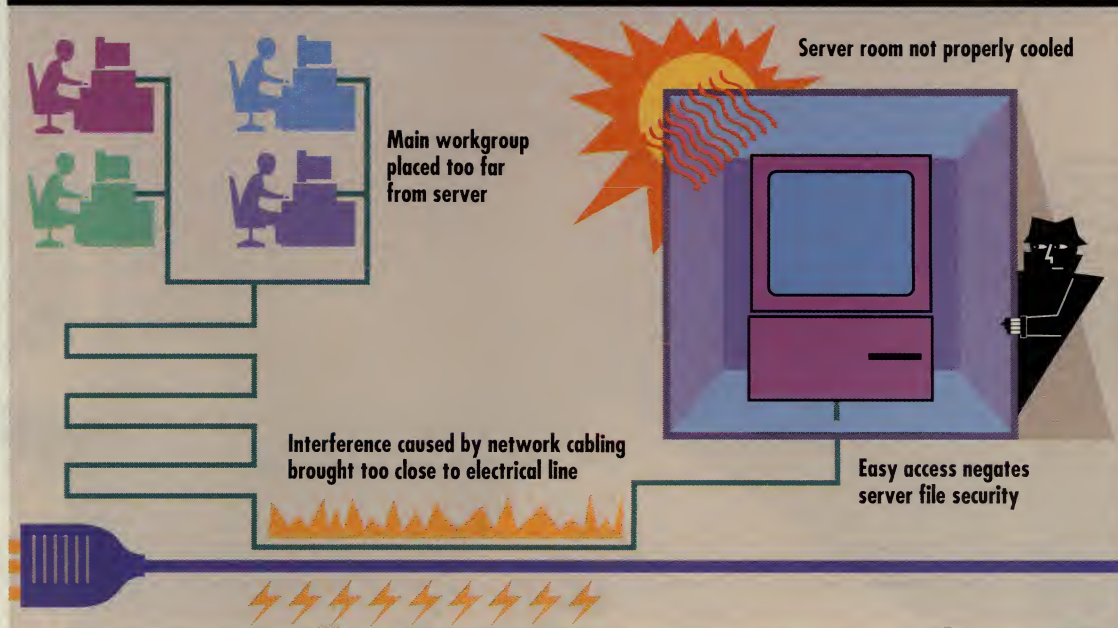 Server room not properly cooled
Main workgroup
placed too far
from server
Interference caused by network cabling
brought too close to electrical line
Easy access negates
server file security